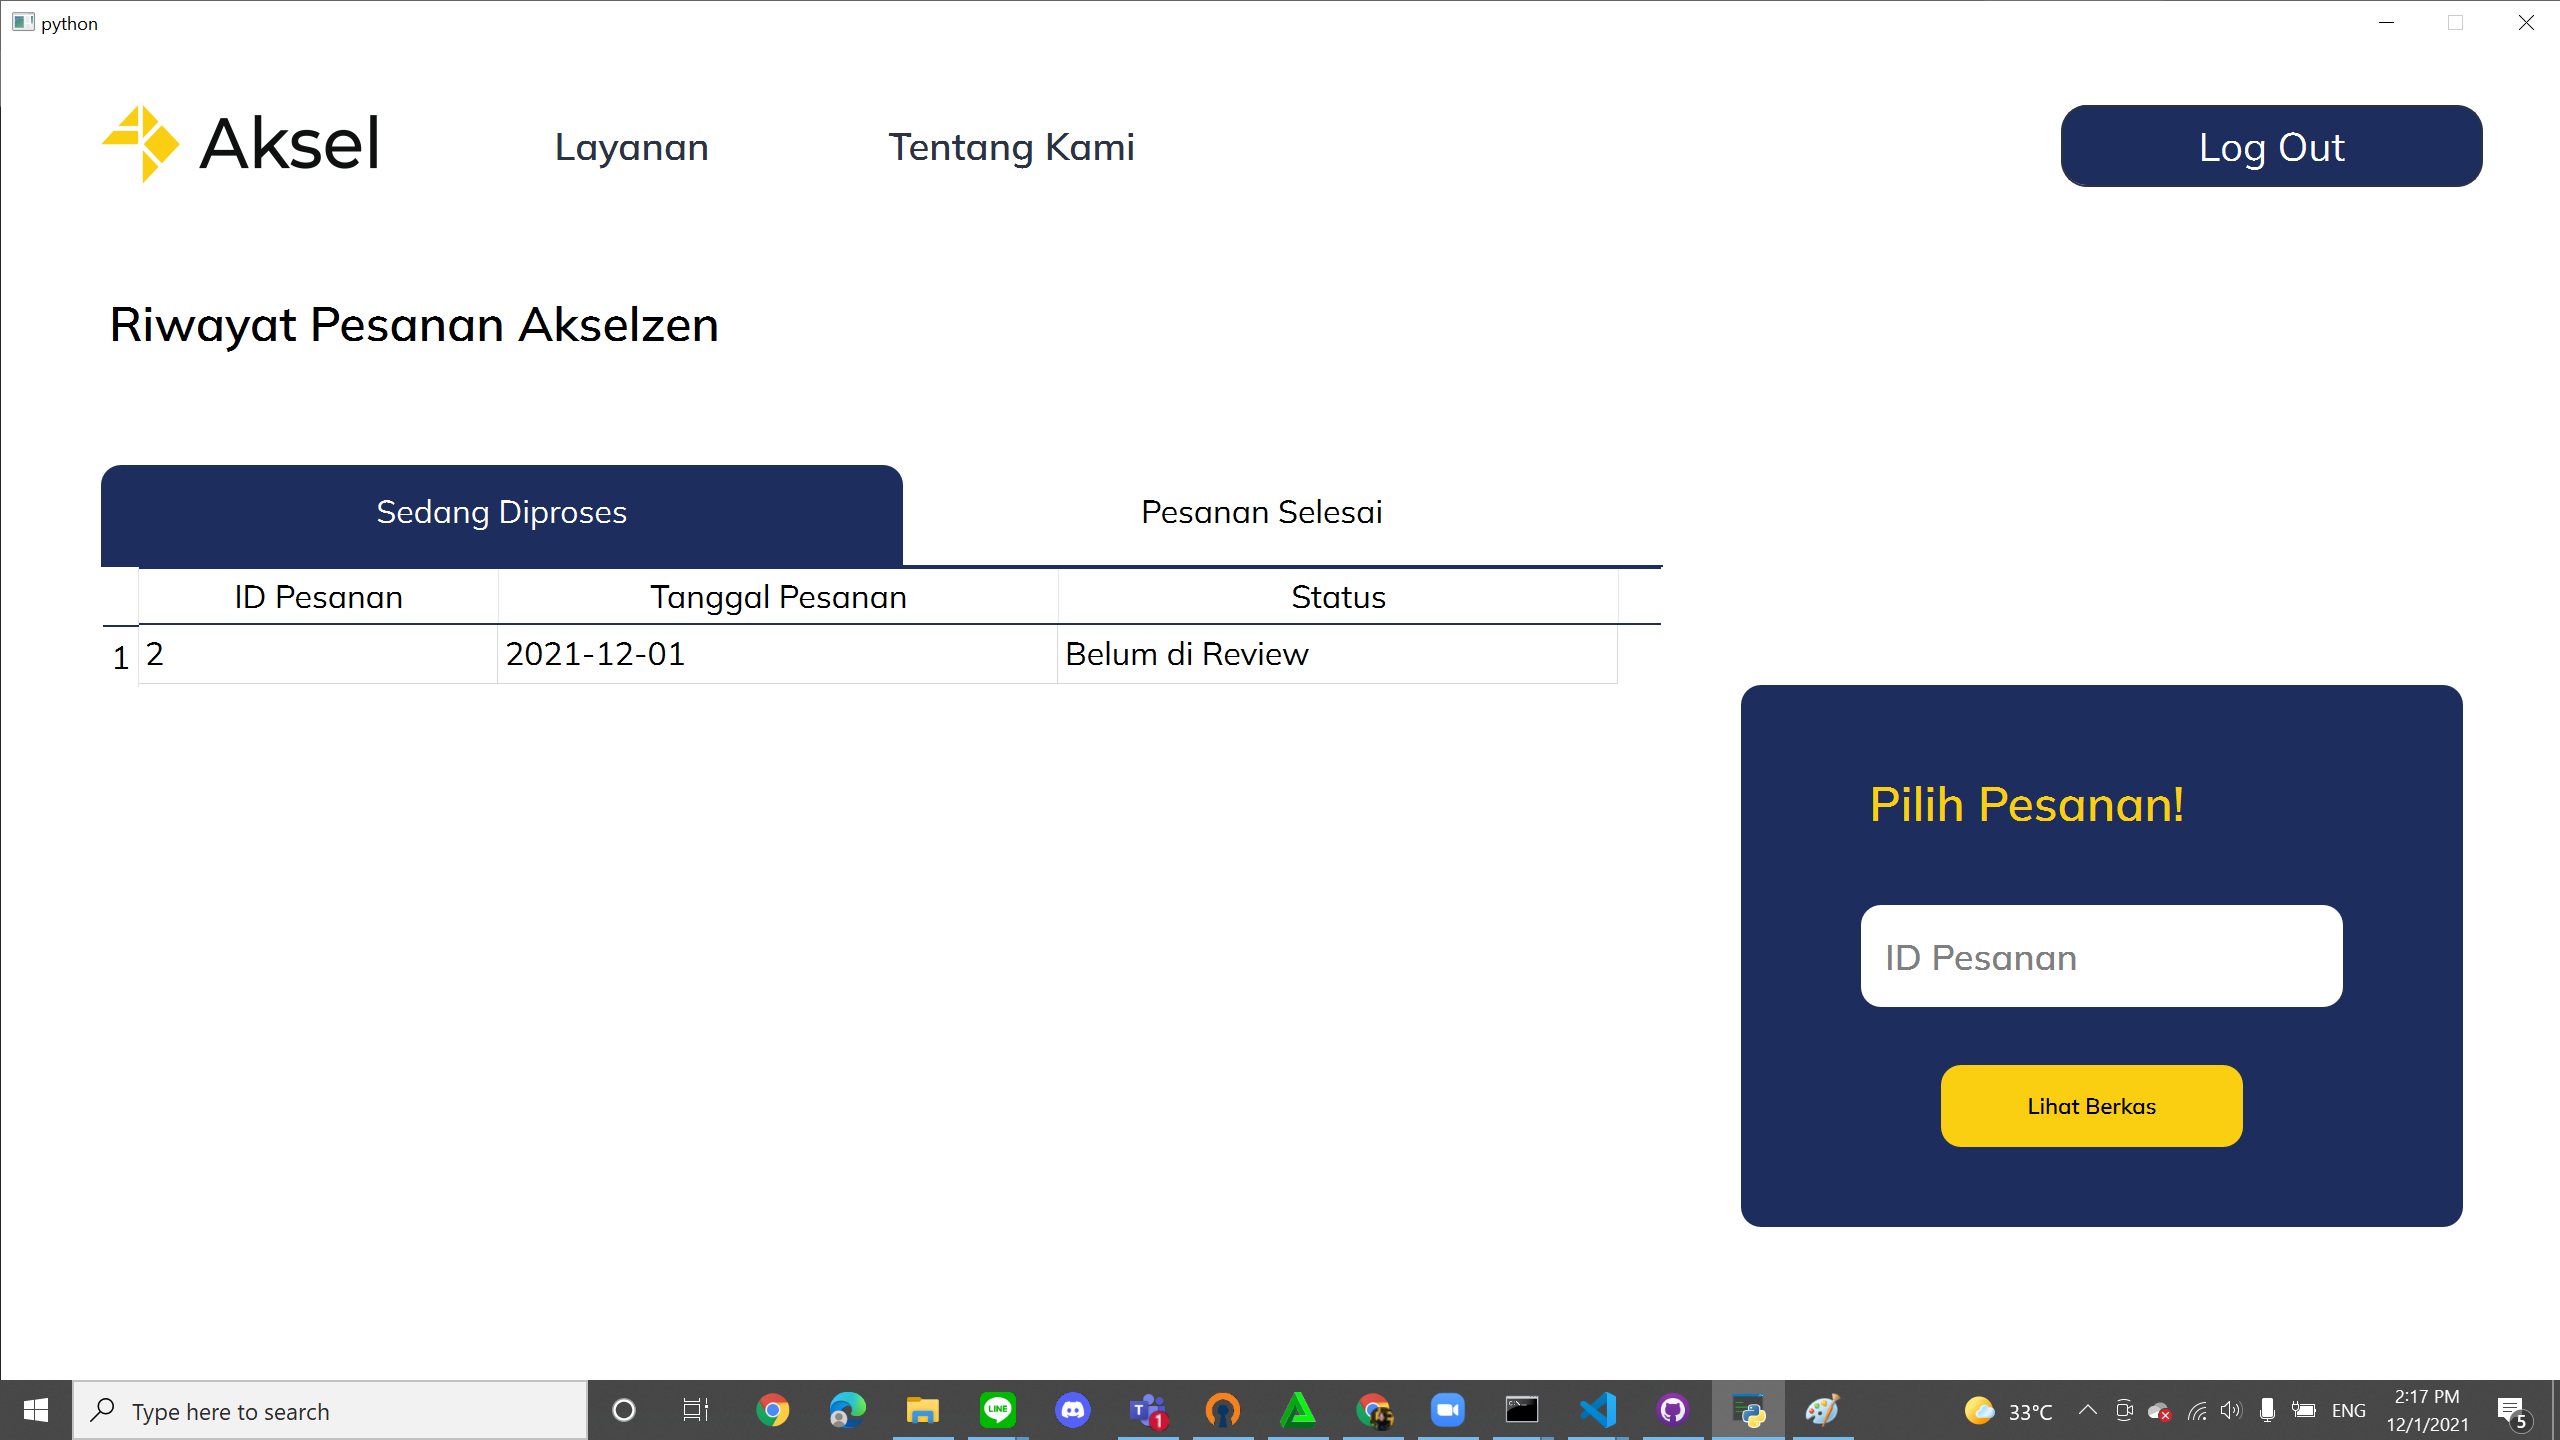 python
Aksel
Layanan
Tentang Kami
Log Out
Riwayat Pesanan Akselzen
Sedang Diproses
Pesanan Selesai
ID Pesanan
Tanggal Pesanan
Status
1
2
2021-12-01
Belum di Review
Pilih Pesanan!
ID Pesanan
Lihat Berkas
Type here to search
LINE
T
1
33°C
ENG
2:17 PM
12/1/2021
5